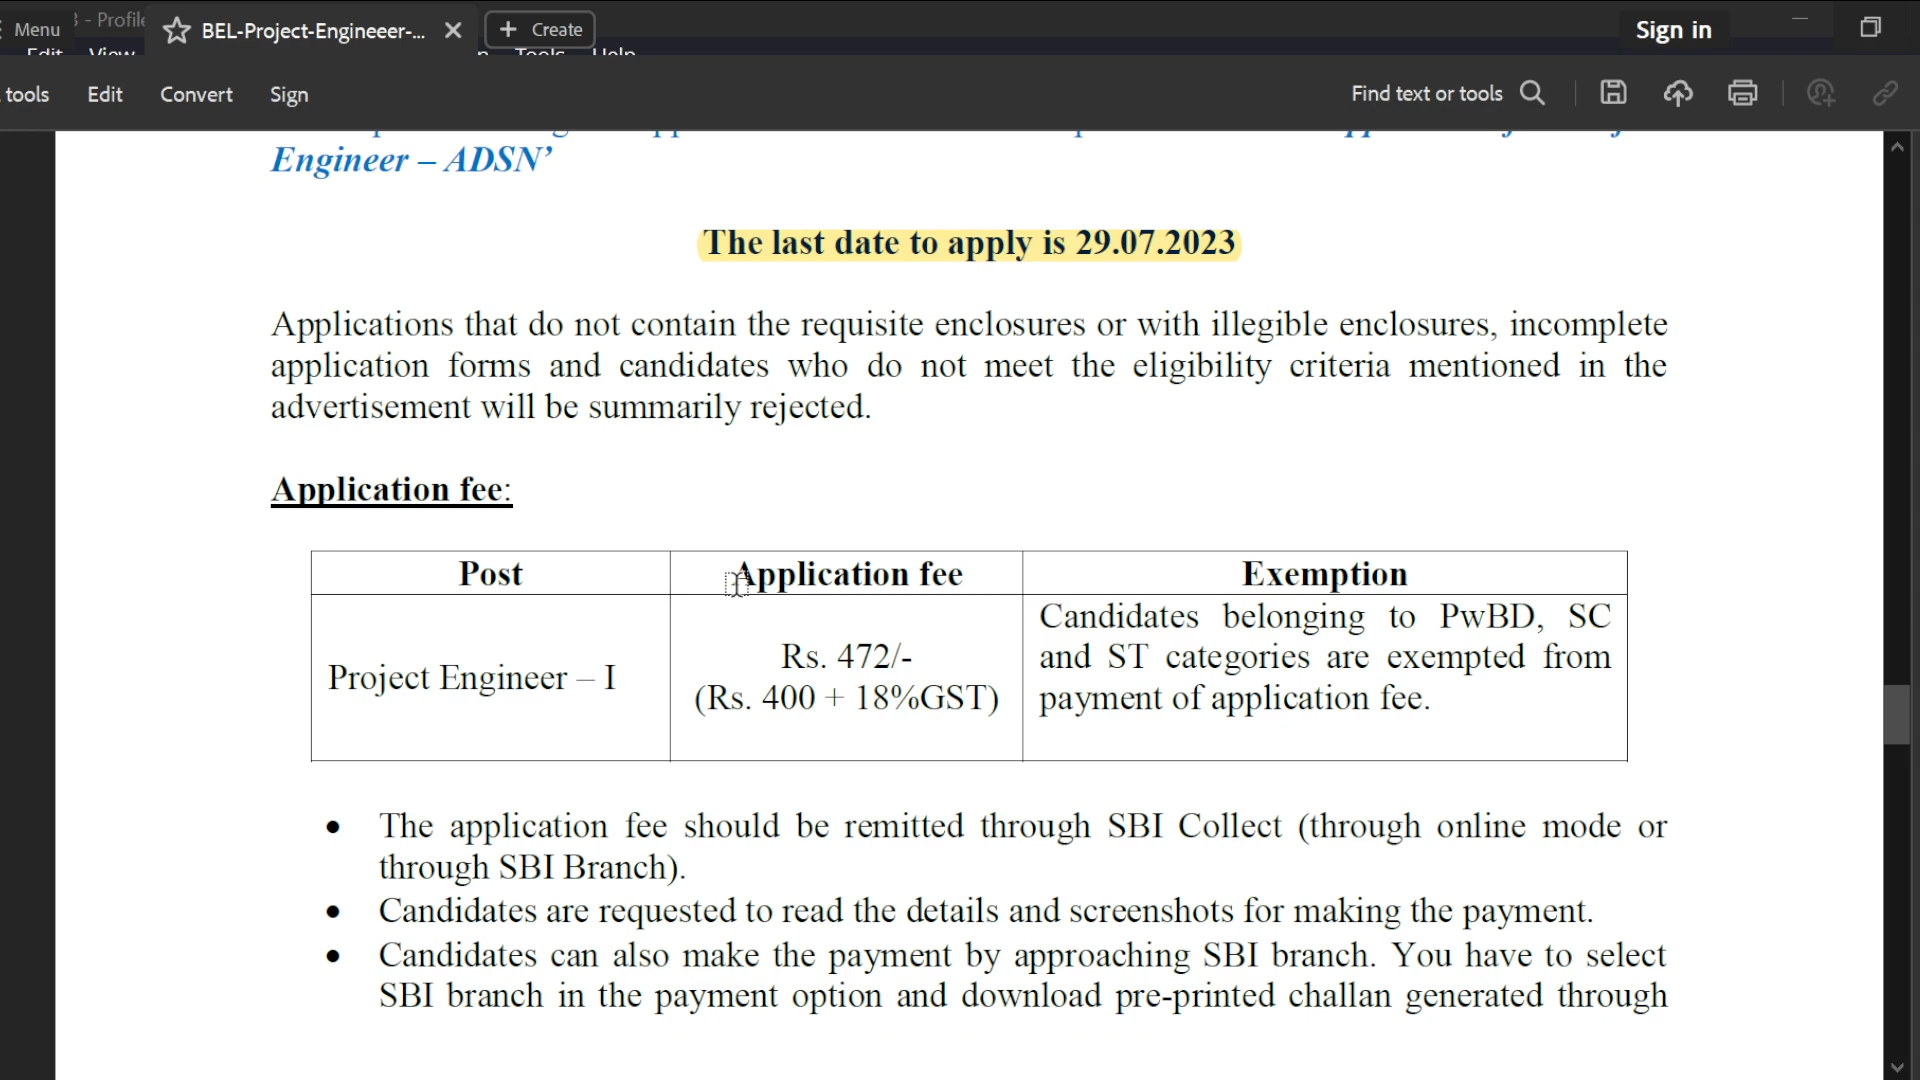 Menu
- Profile
BEL-Project-Engineeer-...
+ Create
Sign in
Edit View
Tools Help
tools
Edit
Convert
Sign
Find text or tools
Engineer – ADSN’
The last date to apply is 29.07.2023
Applications that do not contain the requisite enclosures or with illegible enclosures, incomplete
application forms and candidates who do not meet the eligibility criteria mentioned in the
advertisement will be summarily rejected.
Application fee:
Post Application fee Exemption
Project Engineer – I
Rs. 472/-
(Rs. 400 + 18%GST)
Candidates belonging to PwBD, SC
and ST categories are exempted from
payment of application fee.
• The application fee should be remitted through SBI Collect (through online mode or
through SBI Branch).
• Candidates are requested to read the details and screenshots for making the payment.
• Candidates can also make the payment by approaching SBI branch. You have to select
SBI branch in the payment option and download pre-printed challan generated through